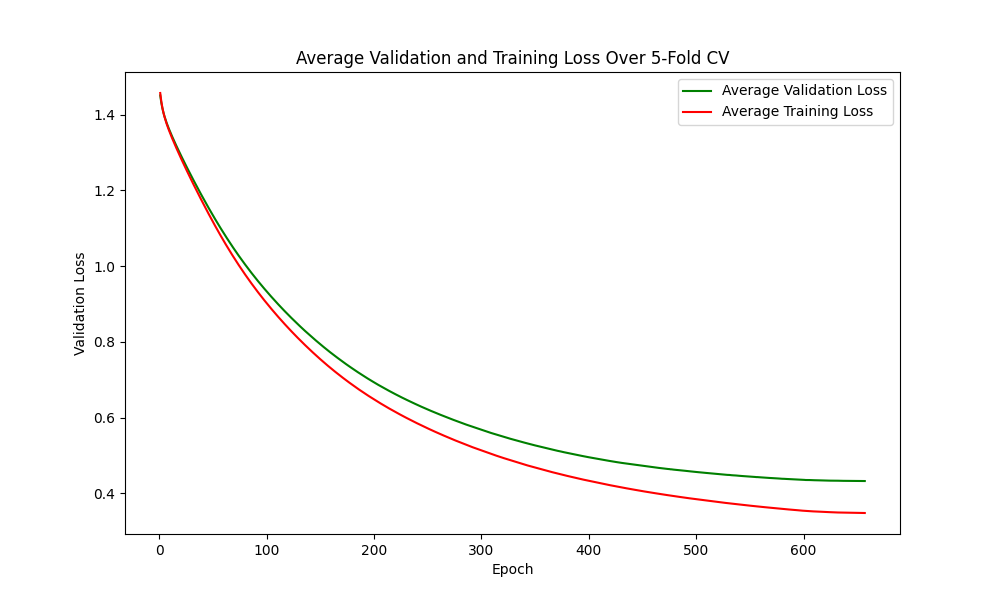 Average Validation and Training Loss Over 5-Fold CV
Average Validation Loss
Average Training Loss
Validation Loss
1.4
1.2
1.0
0.8
0.6
0.4
0 100 200 300 400 500 600
Epoch